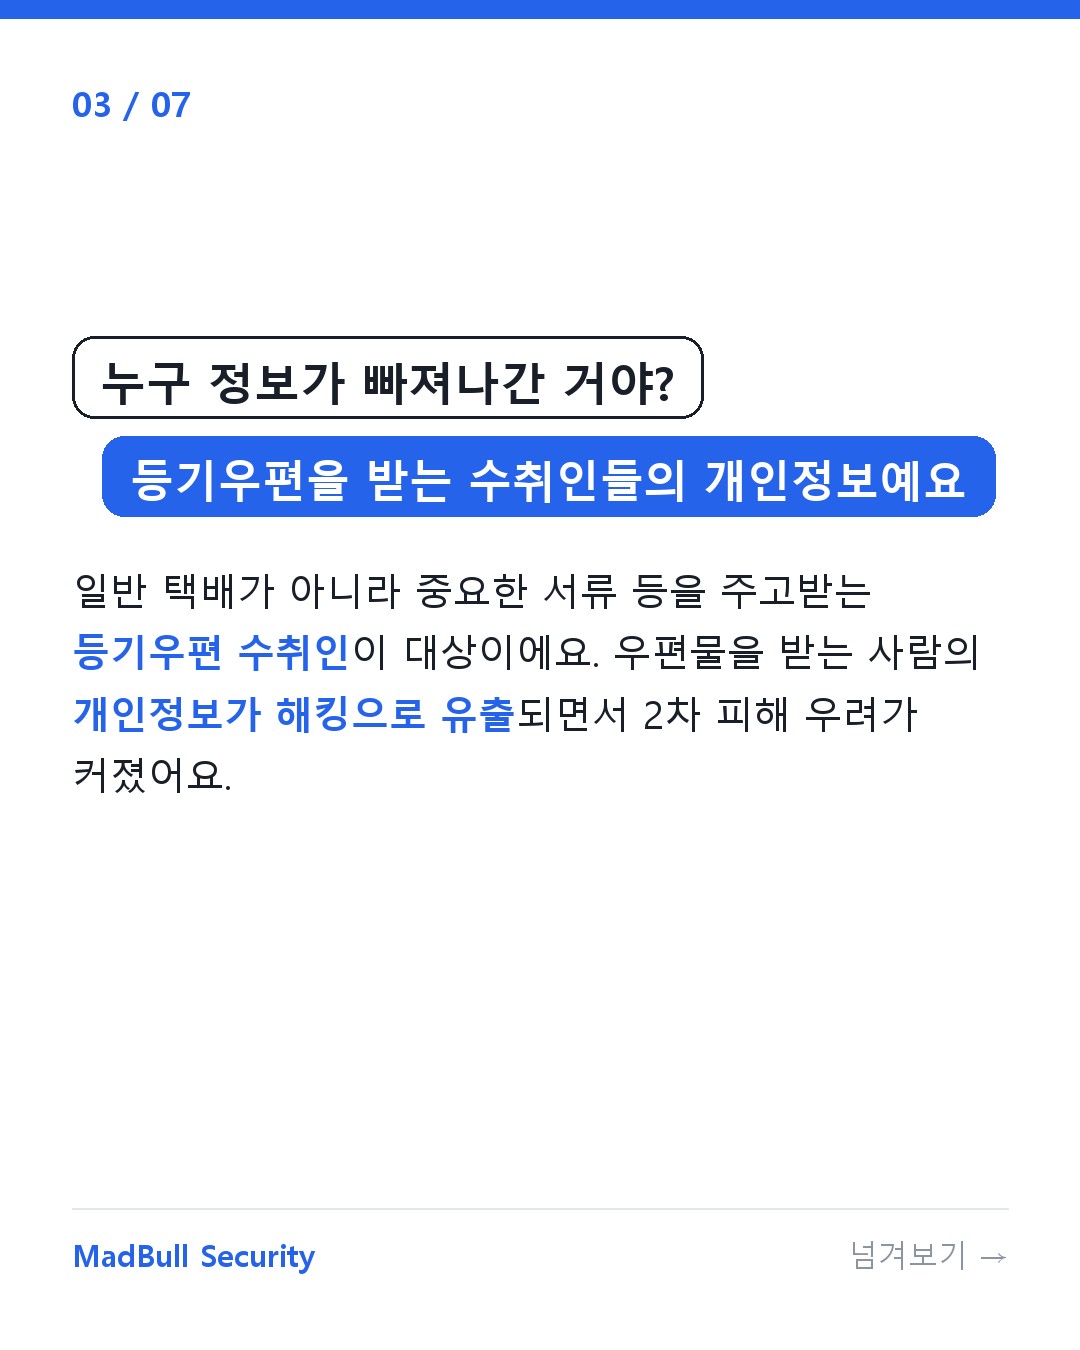 03 / 07
누구 정보가 빠져나간 거야?
등기우편을 받는 수취인들의 개인정보예요
일반 택배가 아니라 중요한 서류 등을 주고받는
등기우편 수취인이 대상이에요. 우편물을 받는 사람의
개인정보가 해킹으로 유출되면서 2차 피해 우려가
커졌어요.
MadBull Security
넘겨보기 →